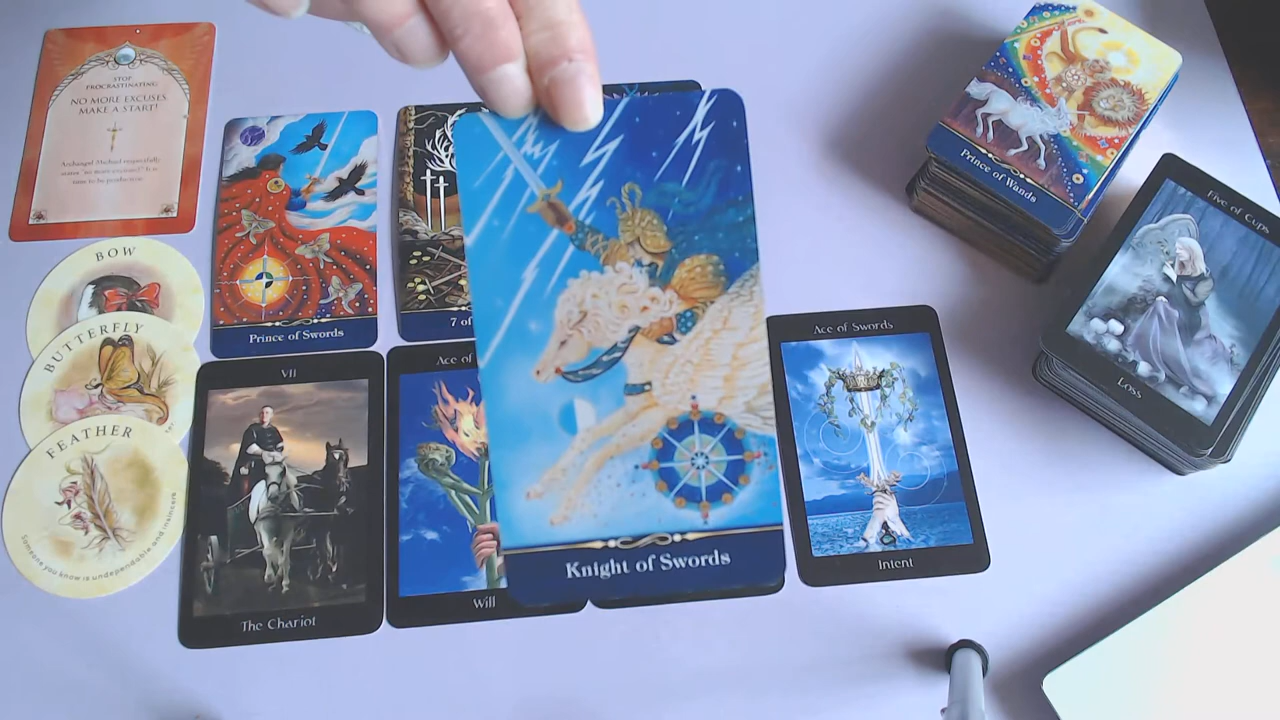 STOP
PROCRASTINATING
NO MORE EXCUSES
MAKE A START!
Archangel Michael respectfully
states "no more excuses!" It is
time to be productive.
BOW
BUTTERFLY
FEATHER
Someone you know is undependable and insincere
Prince of Swords
7 of
VII
The Chariot
Ace of
Will
Knight of Swords
Ace of Swords
Intent
Prince of Wands
Five of Cups
Loss